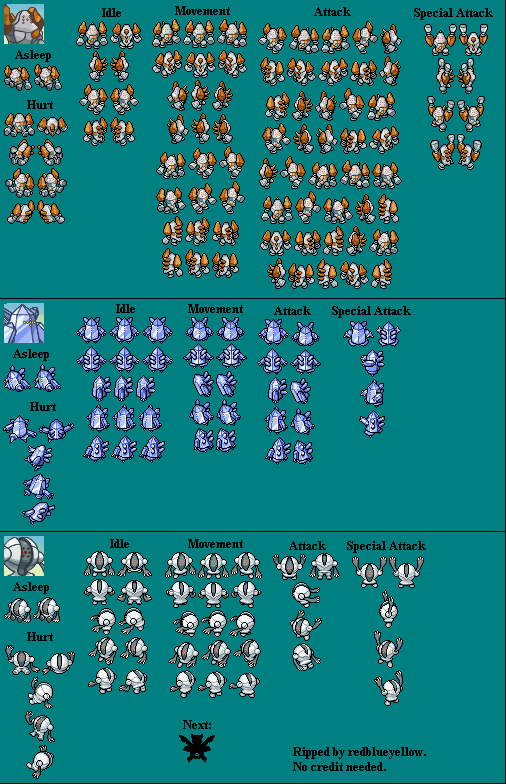 Idle
Movement
Attack
Special Attack
Asleep
Hurt
Idle
Movement
Attack
Special Attack
Asleep
Hurt
Idle
Movement
Attack
Special Attack
Asleep
Hurt
Next:
Ripped by redblueyellow.
No credit needed.